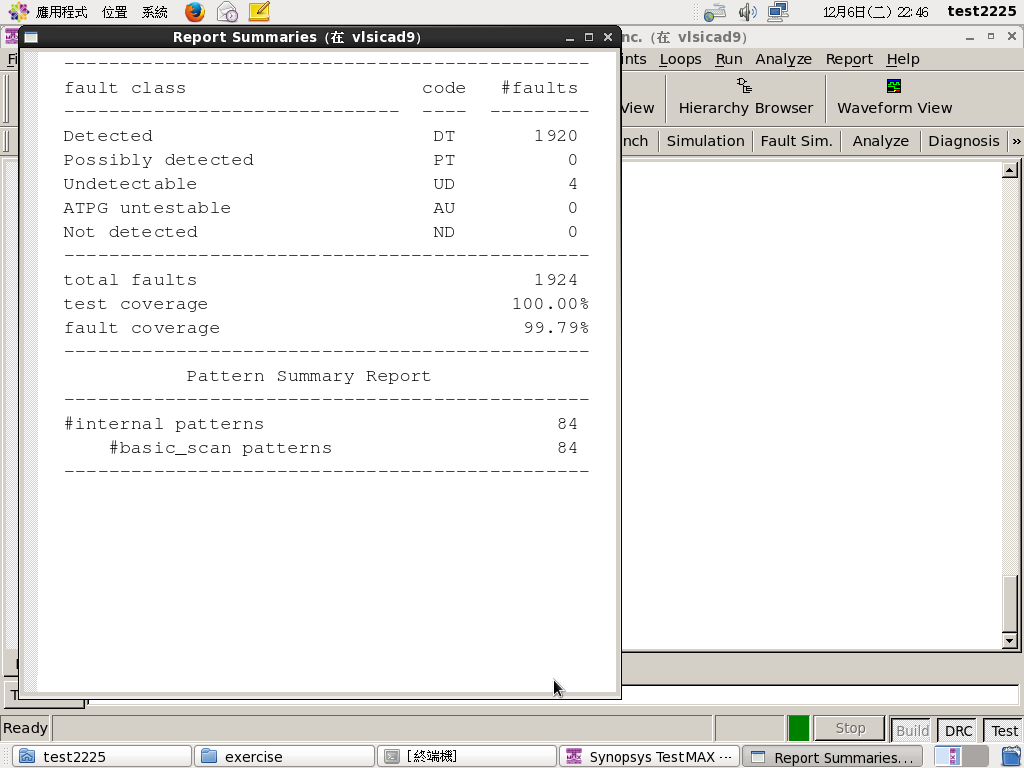 應用程式 位置 系統 12月6日(二) 22:46 test2225
Report Summaries (在 vlsicad9) nc. (在 vlsicad9)
nts Loops Run Analyze Report Help
View Hierarchy Browser Waveform View
nch Simulation Fault Sim. Analyze Diagnosis »
-----------------------------------------------
fault class code #faults
------------------------------ ---- ---------
Detected DT 1920
Possibly detected PT 0
Undetectable UD 4
ATPG untestable AU 0
Not detected ND 0
-----------------------------------------------
total faults 1924
test coverage 100.00%
fault coverage 99.79%
-----------------------------------------------
Pattern Summary Report
-----------------------------------------------
#internal patterns 84
#basic_scan patterns 84
-----------------------------------------------
Ready Stop Build DRC Test
test2225 exercise [終端機] Synopsys TestMAX ... Report Summaries...